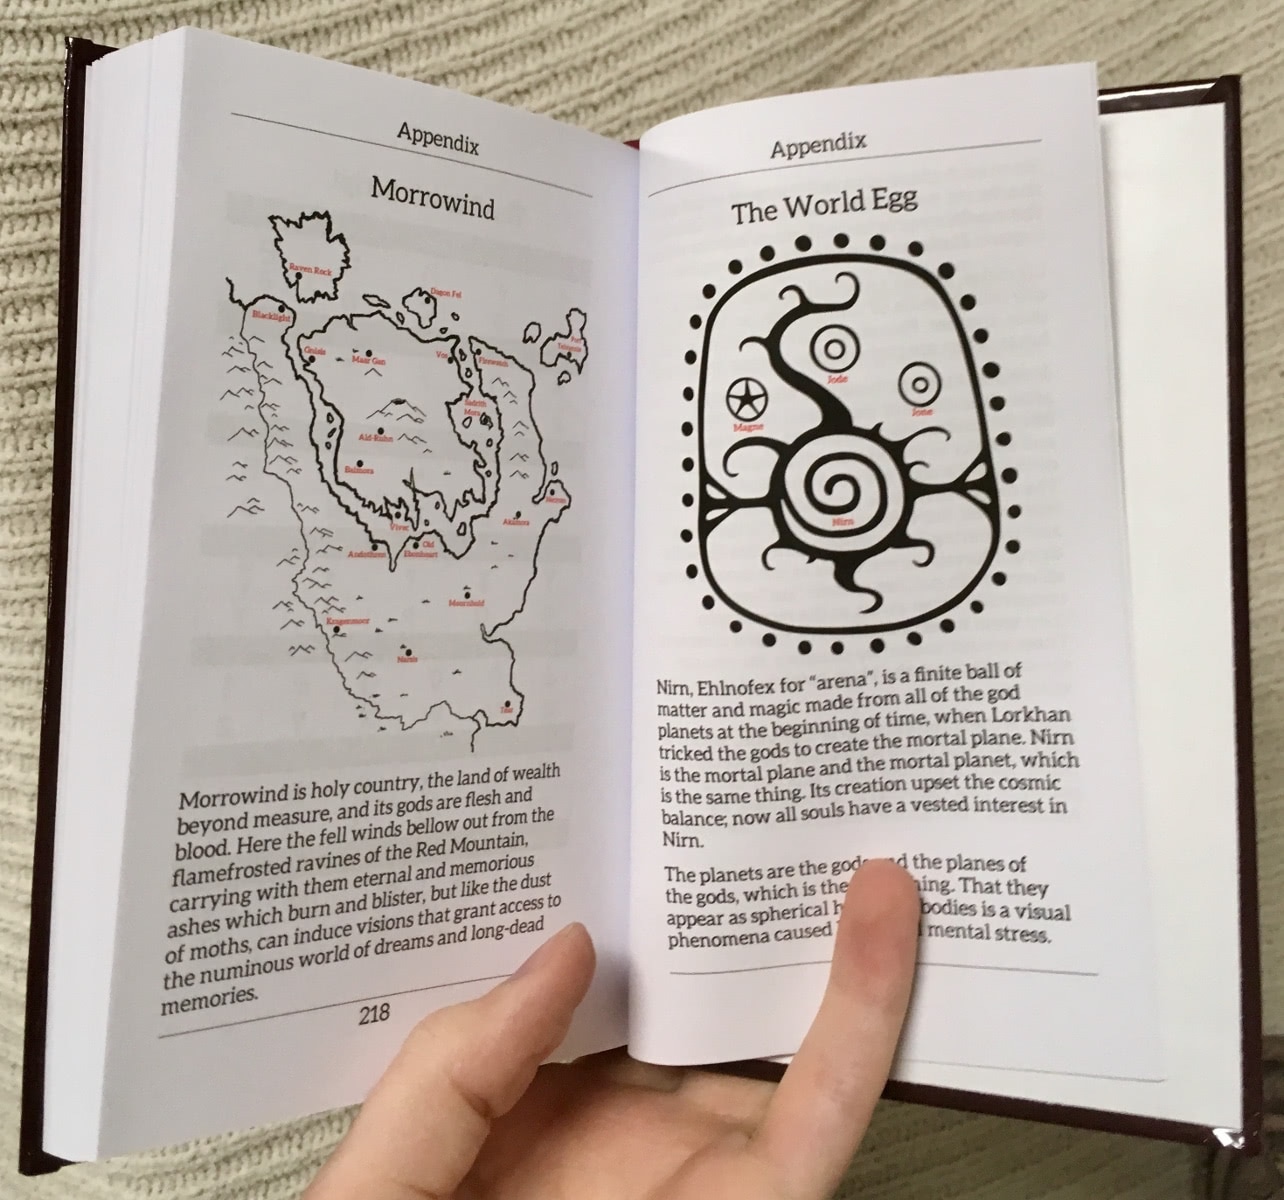 Appendix
Morrowind
Raven Rock
Dagon Fel
Blacklight
Gnisis
Maar Gan
Vos
Firewatch
Port
Telvannis
Sadrith
Mora
Ald-Ruhn
Balmora
Vivec
Necrom
Akamora
Andothren
Old
Ebonheart
Mournhold
Kragenmoor
Narsis
Tear
Morrowind is holy country, the land of wealth
beyond measure, and its gods are flesh and
blood. Here the fell winds bellow out from the
flamefrosted ravines of the Red Mountain,
carrying with them eternal and memorious
ashes which burn and blister, but like the dust
of moths, can induce visions that grant access to
the numinous world of dreams and long-dead
memories.
218
Appendix
The World Egg
Jode
Jone
Magne
Nirn
Nirn, Ehlnofex for "arena", is a finite ball of
matter and magic made from all of the god
planets at the beginning of time, when Lorkhan
tricked the gods to create the mortal plane. Nirn
is the mortal plane and the mortal planet, which
is the same thing. Its creation upset the cosmic
balance; now all souls have a vested interest in
Nirn.
The planets are the gods and the planes of
the gods, which is the thing. That they
appear as spherical bodies is a visual
phenomena caused mental stress.